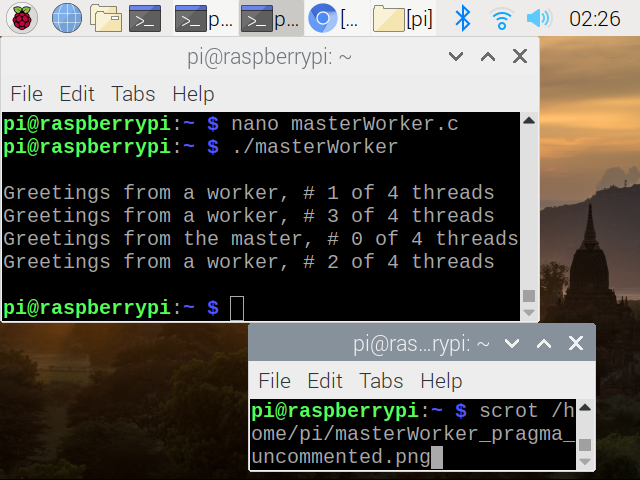 p...
p...
[...
[pi]
02:26
pi@raspberrypi: ~
File Edit Tabs Help
pi@raspberrypi:~ $ nano masterWorker.c
pi@raspberrypi:~ $ ./masterWorker
Greetings from a worker, # 1 of 4 threads
Greetings from a worker, # 3 of 4 threads
Greetings from the master, # 0 of 4 threads
Greetings from a worker, # 2 of 4 threads
pi@raspberrypi:~ $
pi@ras...rypi: ~
File Edit Tabs Help
pi@raspberrypi:~ $ scrot /h
ome/pi/masterWorker_pragma_
uncommented.png